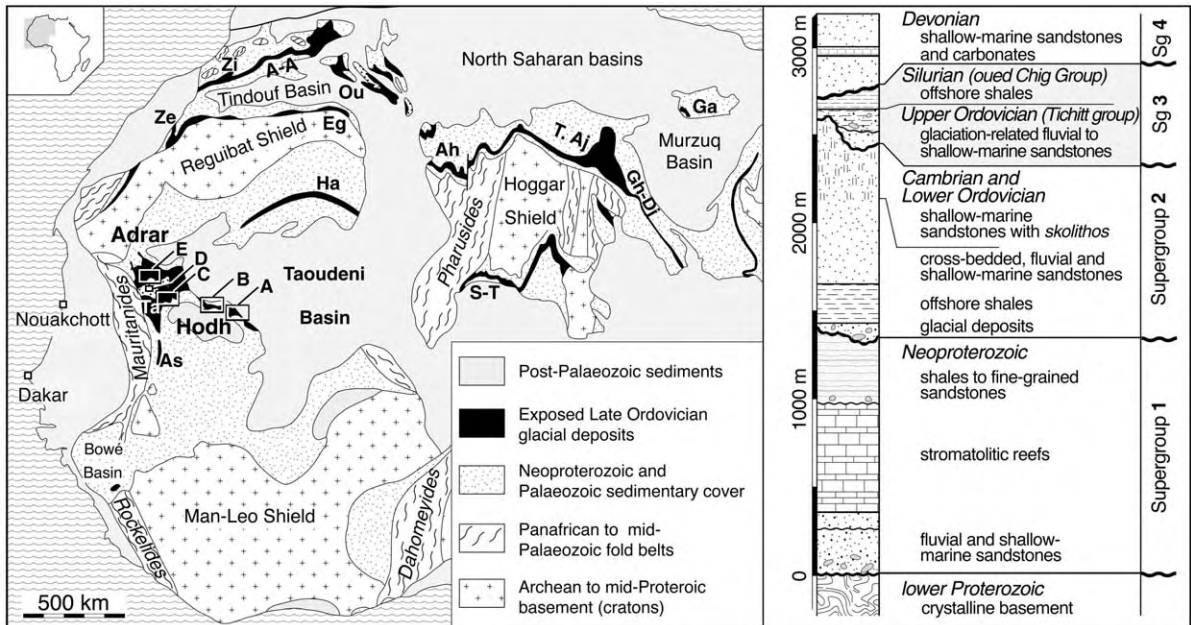 North Saharan basins
Zi
A-A
Tindouf Basin
Ou
Ga
Ze
Eg
Reguibat Shield
Murzuq
Basin
Ah
T. Aj
Hoggar
Shield
Gh-Dj
Ha
Pharusides
Adrar
E
D
C
B
A
Ta
Taoudeni
Basin
Nouakchott
Hodh
S-T
Mauritanides
As
Dakar
Bowé
Basin
Rockelides
Man-Leo Shield
Dahomeyides
500 km
Post-Palaeozoic sediments
Exposed Late Ordovician
glacial deposits
Neoproterozoic and
Palaeozoic sedimentary cover
Panafrican to mid-
Palaeozoic fold belts
Archean to mid-Proteroic
basement (cratons)
3000 m
2000 m
1000 m
0
Devonian
shallow-marine sandstones
and carbonates
Sg 4
Silurian (oued Chig Group)
offshore shales
Upper Ordovician (Tichitt group)
glaciation-related fluvial to
shallow-marine sandstones
Sg 3
Cambrian and
Lower Ordovician
shallow-marine
sandstones with skolithos
cross-bedded, fluvial and
shallow-marine sandstones
offshore shales
glacial deposits
Supergroup 2
Neoproterozoic
shales to fine-grained
sandstones
stromatolitic reefs
fluvial and shallow-
marine sandstones
Supergroup 1
lower Proterozoic
crystalline basement